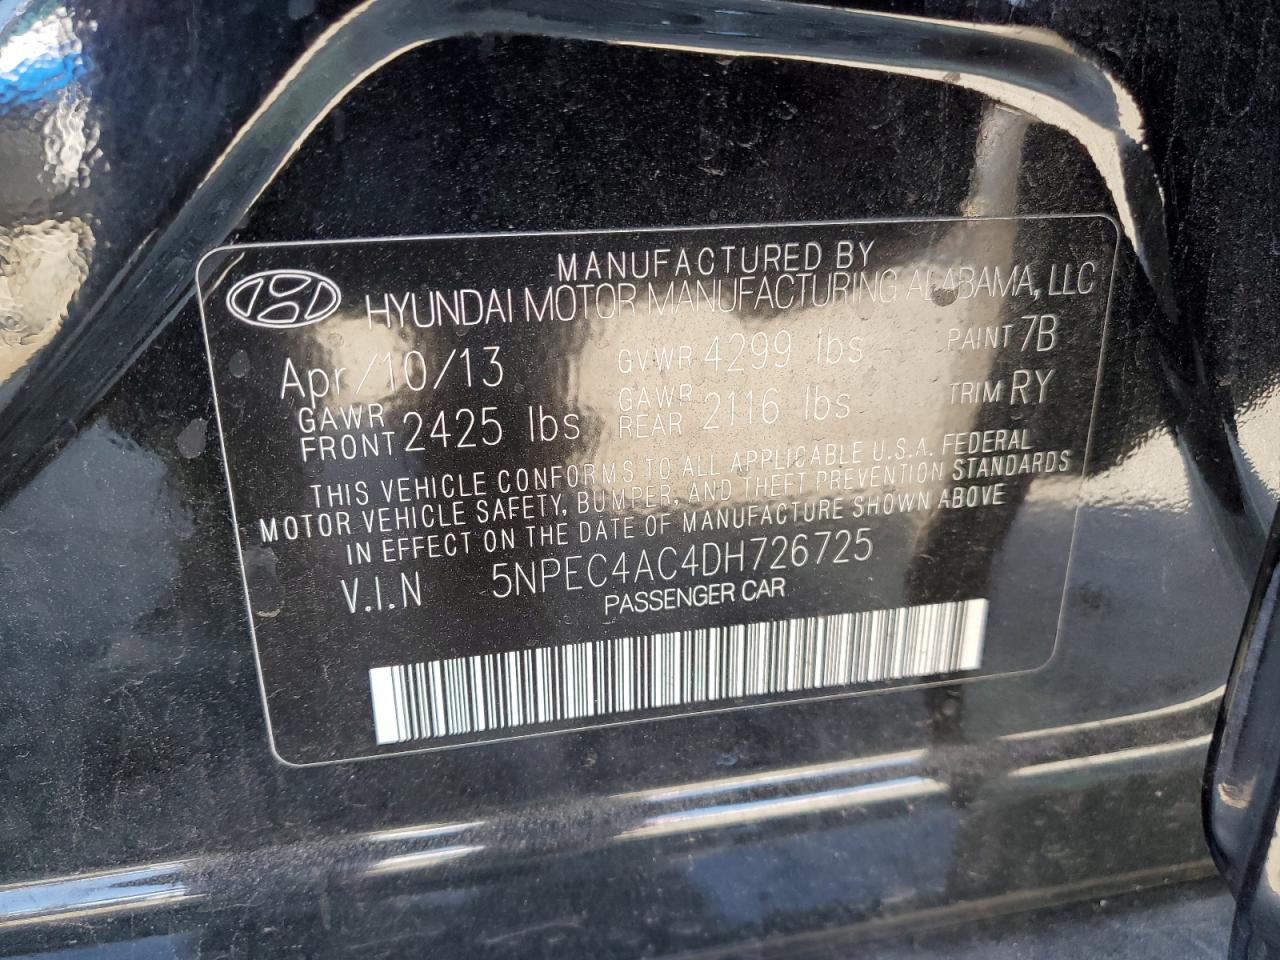 MANUFACTURED BY
HYUNDAI MOTOR MANUFACTURING ALABAMA, LLC
Apr/10/13 GVWR 4299 lbs PAINT 7B
GAWR FRONT 2425 lbs GAWR REAR 2116 lbs TRIM RY
THIS VEHICLE CONFORMS TO ALL APPLICABLE U.S.A. FEDERAL
MOTOR VEHICLE SAFETY, BUMPER, AND THEFT PREVENTION STANDARDS
IN EFFECT ON THE DATE OF MANUFACTURE SHOWN ABOVE
V.I.N 5NPEC4AC4DH726725
PASSENGER CAR